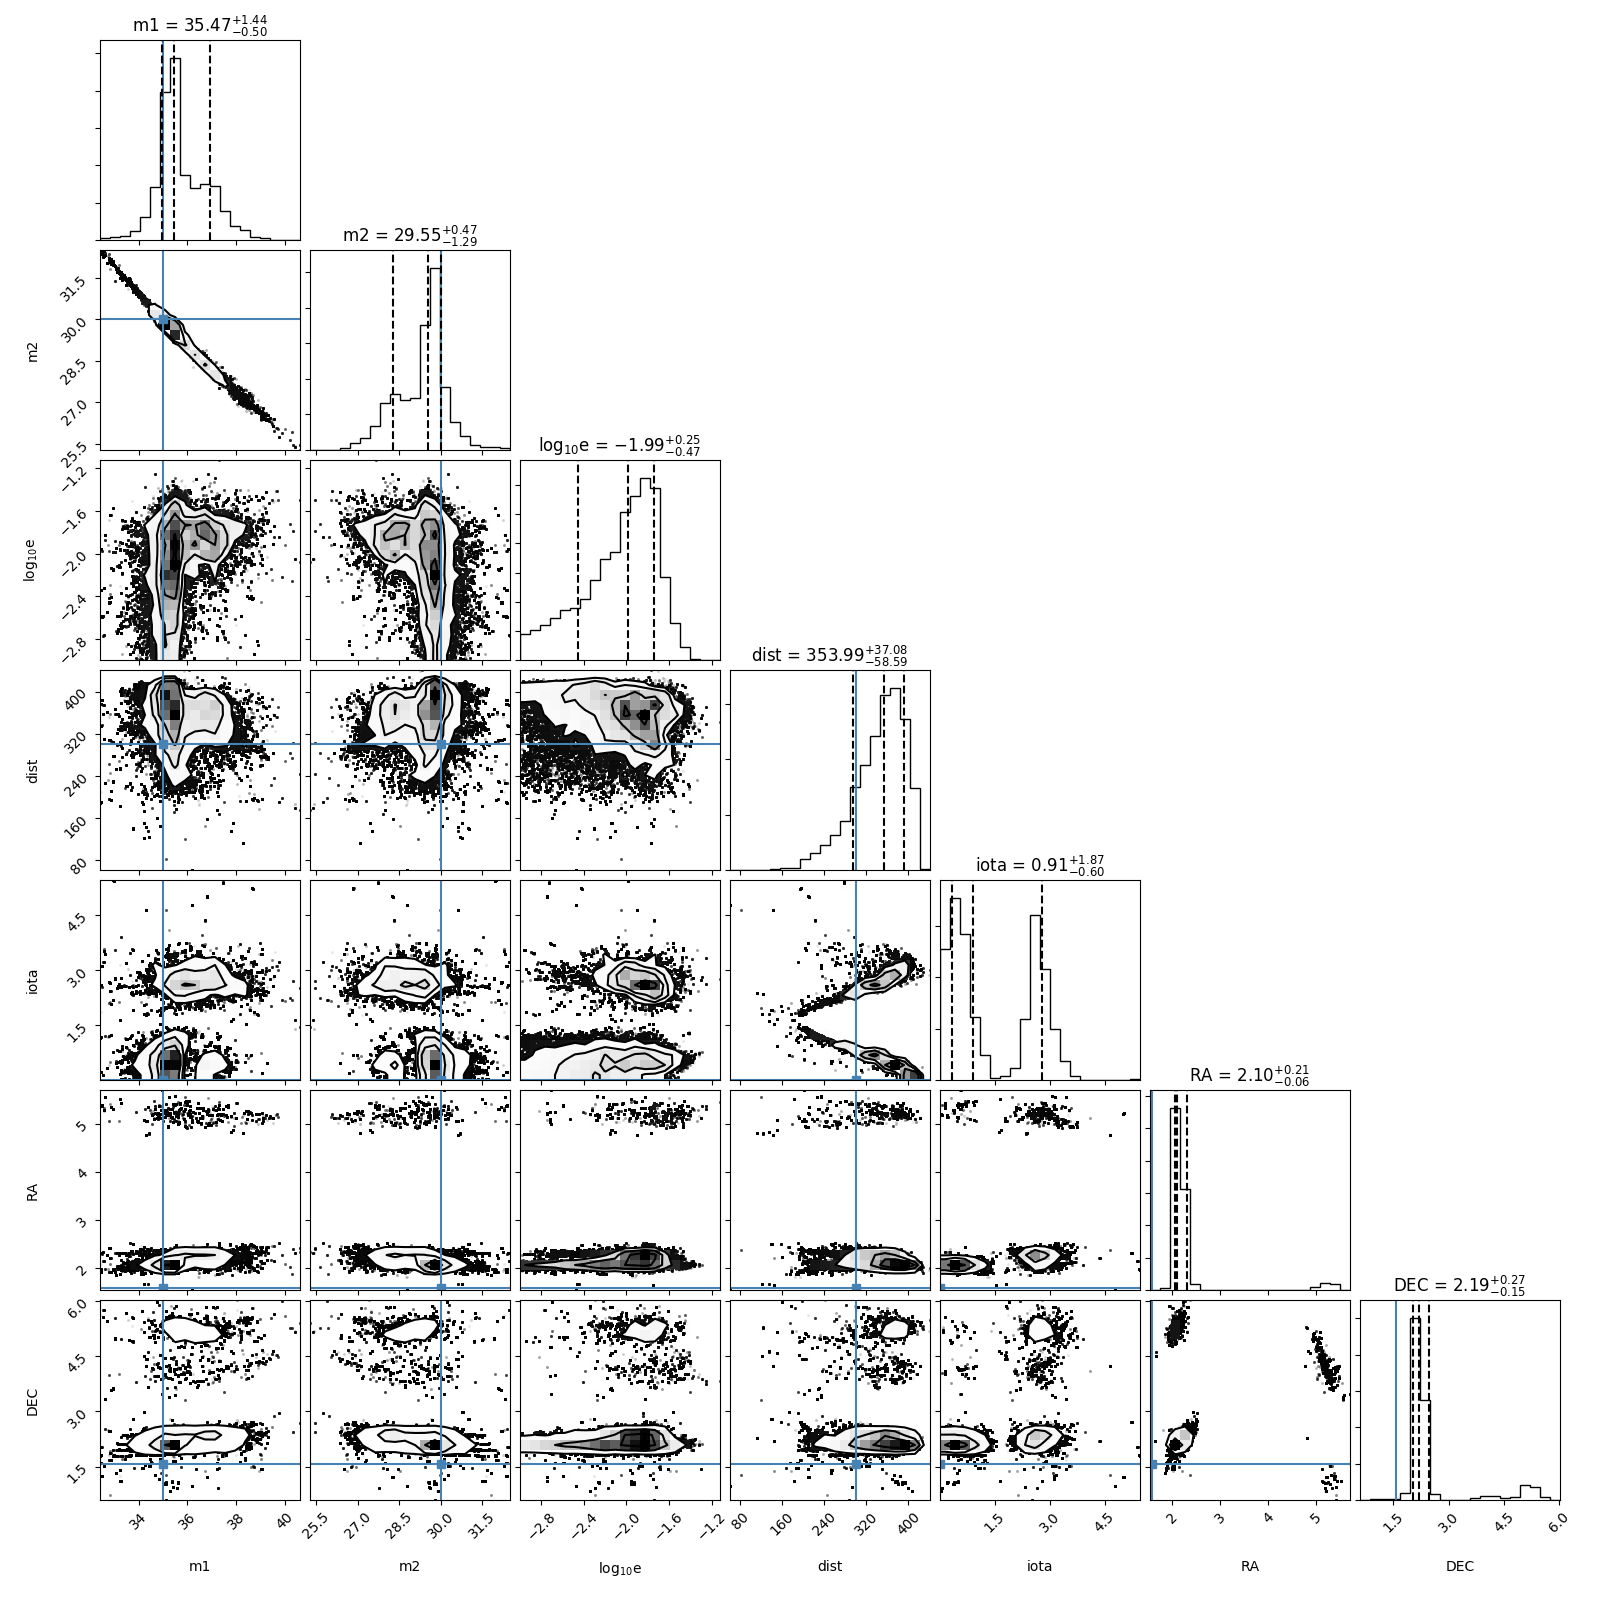 m1 = 35.47+1.44−0.50
m2 = 29.55+0.47−1.29
log10e = −1.99+0.25−0.47
dist = 353.99+37.08−58.59
iota = 0.91+1.87−0.60
RA = 2.10+0.21−0.06
DEC = 2.19+0.27−0.15
m2
31.5
30.0
28.5
27.0
25.5
log10e
−1.2
−1.6
−2.0
−2.4
−2.8
dist
400
320
240
160
80
iota
4.5
3.0
1.5
RA
5
4
3
2
DEC
6.0
4.5
3.0
1.5
34 36 38 40
25.5 27.0 28.5 30.0 31.5
−2.8 −2.4 −2.0 −1.6 −1.2
80 160 240 320 400
1.5 3.0 4.5
2 3 4 5
1.5 3.0 4.5 6.0
m1 m2 log10e dist iota RA DEC